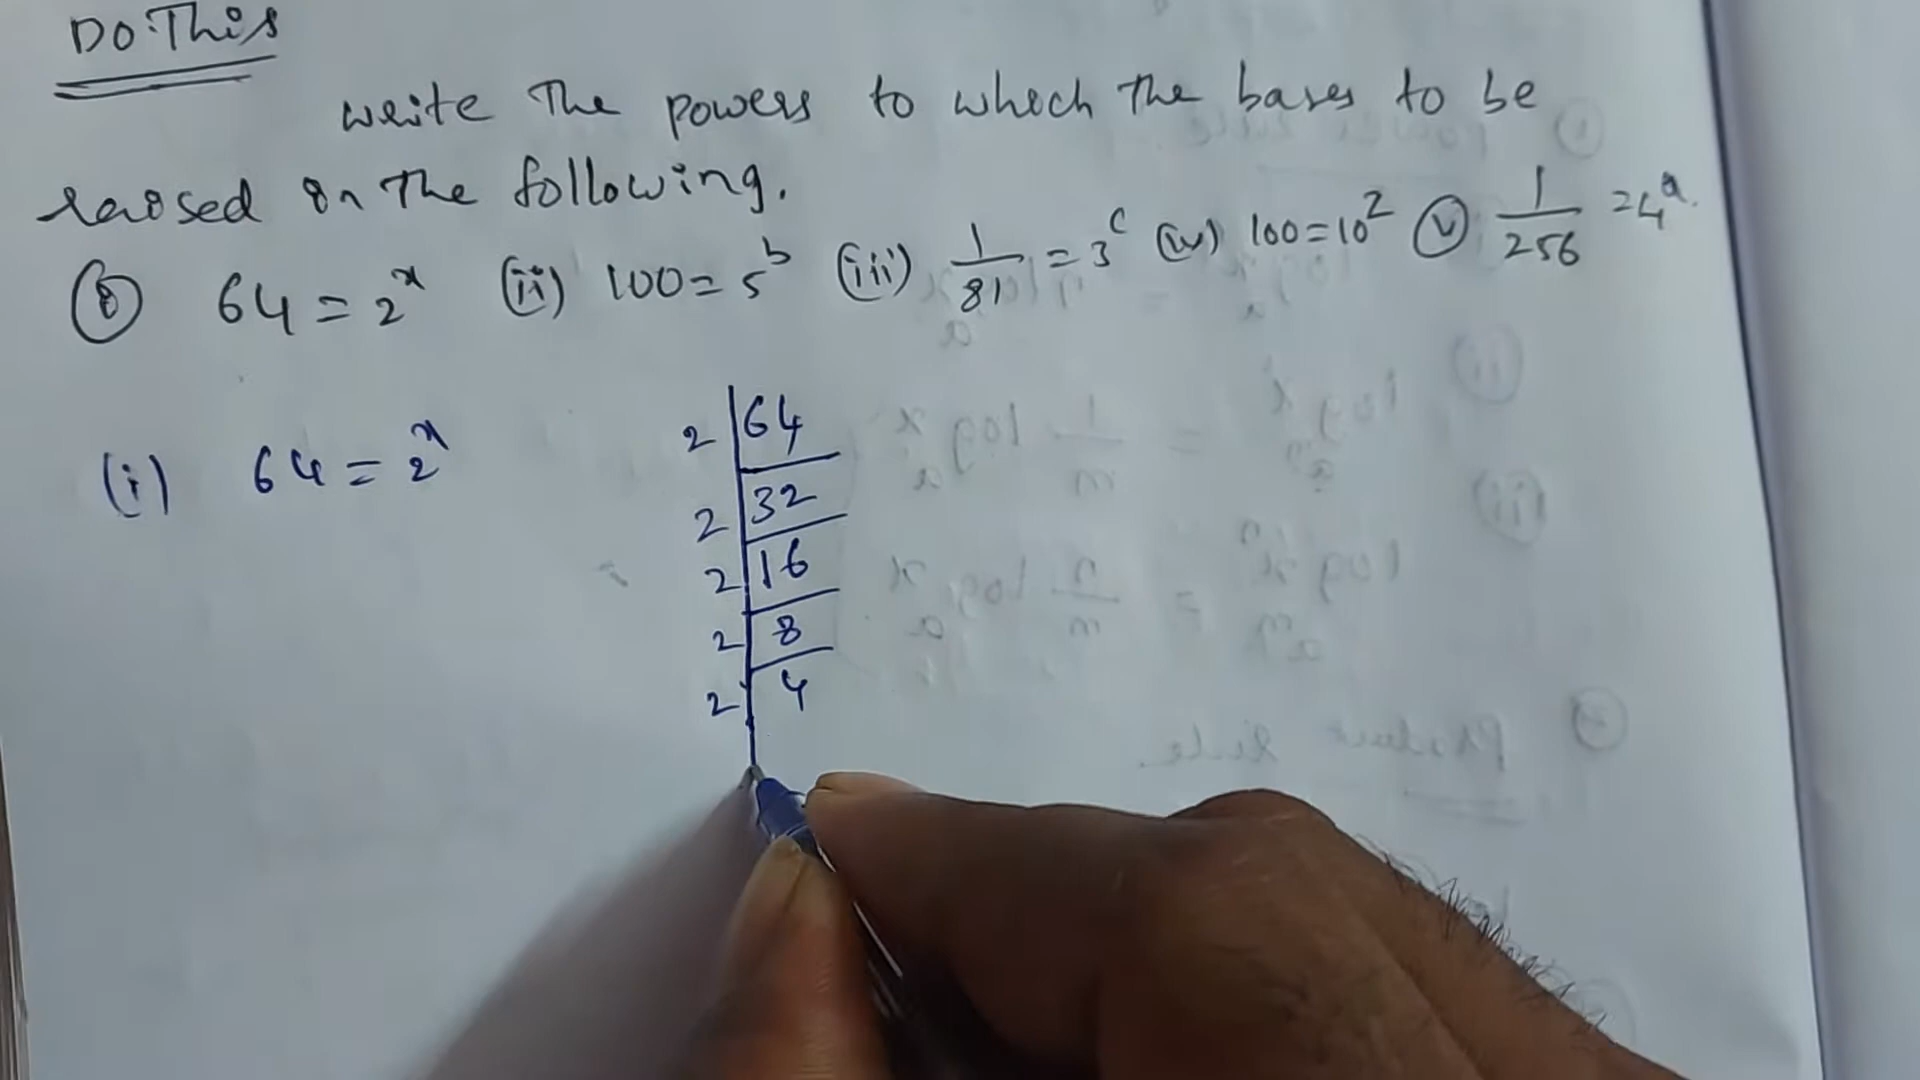 Do This
write The powers to which The bases to be
raised in The following.
(i) 64 = 2^x (ii) 100 = 5^b (iii) 1/81 = 3^c (iv) 100 = 10^2 (v) 1/256 = 4^a.
(i) 64 = 2^x
2 | 64
2 | 32
2 | 16
2 | 8
2 | 4